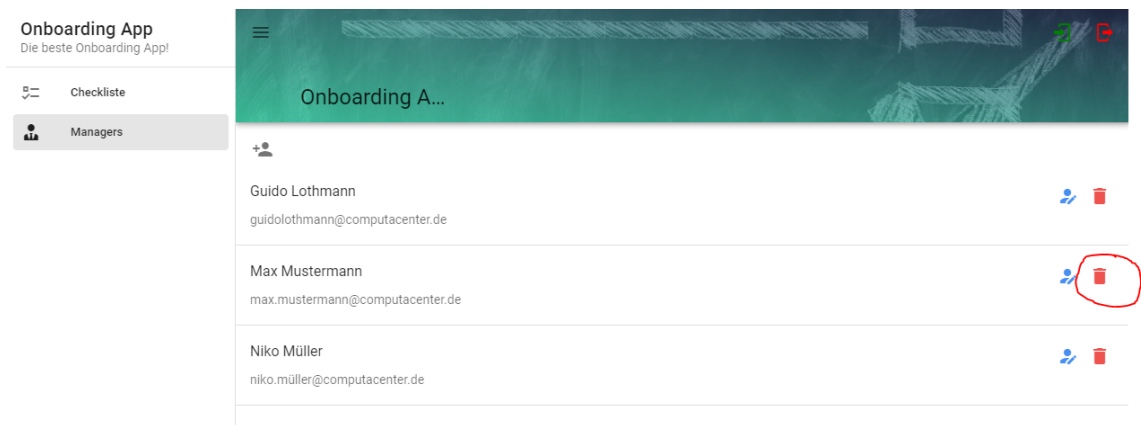 Onboarding App
Die beste Onboarding App!
Checkliste
Managers
Onboarding A...
Guido Lothmann
guidolothmann@computacenter.de
Max Mustermann
max.mustermann@computacenter.de
Niko Müller
niko.müller@computacenter.de